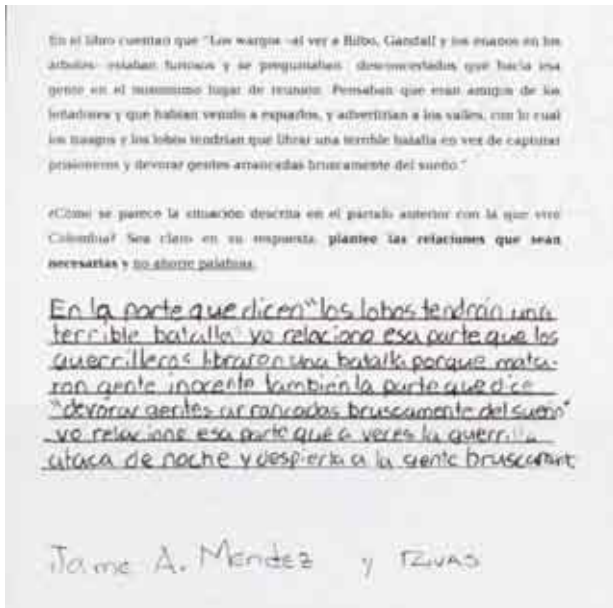 En el libro cuentan que "Los wargos –al ver a Bilbo, Gandalf y los enanos en los
árboles– estaban furiosos y se preguntaban desconcertados qué hacía esa
gente en el mismísimo lugar de reunión. Pensaban que eran amigos de los
leñadores y que habían venido a espiarlos, y advertirían a los valles, con lo cual
los trasgos y los lobos tendrían que librar una terrible batalla en vez de capturar
prisioneros y devorar gentes arrancadas bruscamente del sueño."
¿Cómo se parece la situación descrita en el párrafo anterior con la que vive
Colombia? Sea claro en su respuesta, plantee las relaciones que sean
necesarias y no ahorre palabras.
En la parte que dicen "los lobos tendrán una
terrible batalla" yo relaciono esa parte que los
guerrilleros libraron una batalla porque mata-
ron gente inocente también la parte que dice
"devorar gentes arrancadas bruscamente del sueño"
yo relacione esa parte que a veces la guerrilla
ataca de noche y despierta a la gente
Jame A. Mendez y Rivas